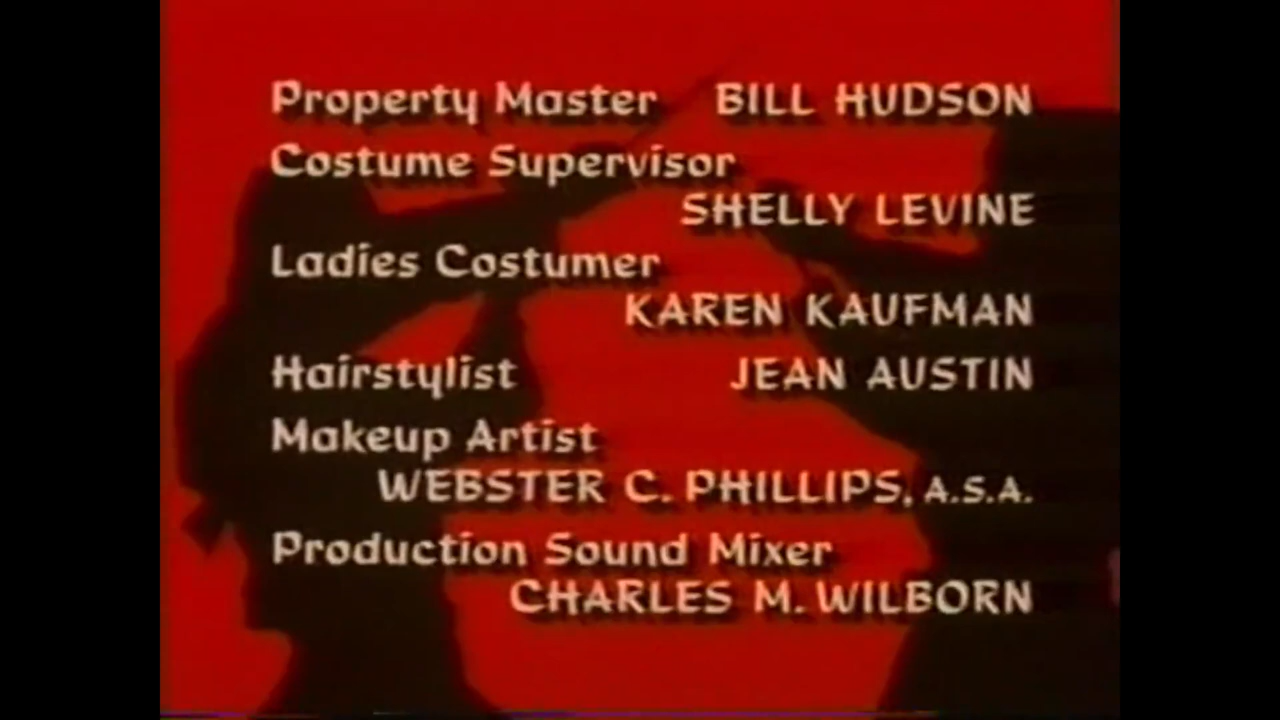 Property Master BILL HUDSON
Costume Supervisor
SHELLY LEVINE
Ladies Costumer
KAREN KAUFMAN
Hairstylist JEAN AUSTIN
Makeup Artist
WEBSTER C. PHILLIPS, A.S.A.
Production Sound Mixer
CHARLES M. WILBORN